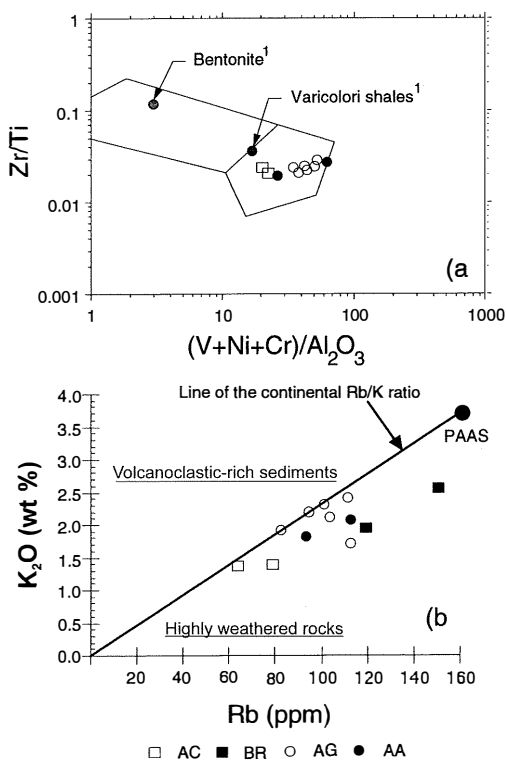 1
0.1
0.01
0.001
Zr/Ti
Bentonite¹
Varicolori shales¹
(a
1 10 100 1000
(V+Ni+Cr)/Al₂O₃
Line of the continental Rb/K ratio
4.0
3.5
3.0
2.5
2.0
1.5
1.0
0.5
0.0
K₂O (wt %)
PAAS
Volcanoclastic-rich sediments
Highly weathered rocks
(b
20 40 60 80 100 120 140 160
Rb (ppm)
AC BR AG AA